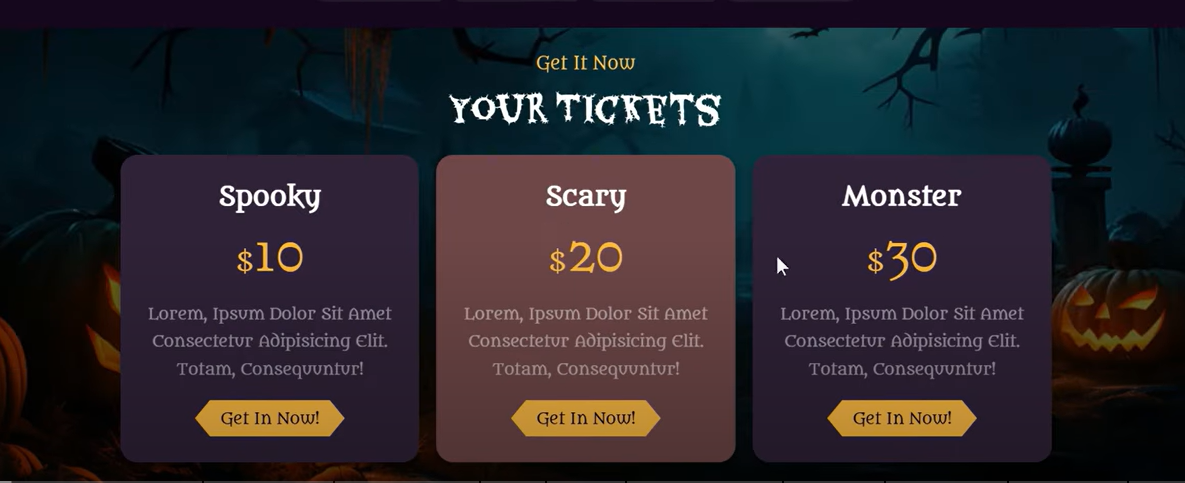 Get It Now
YOUR TICKETS
Spooky
$10
Lorem, Ipsum Dolor Sit Amet
Consectetur Adipisicing Elit.
Totam, Consequuntur!
Get In Now!
Scary
$20
Lorem, Ipsum Dolor Sit Amet
Consectetur Adipisicing Elit.
Totam, Consequuntur!
Get In Now!
Monster
$30
Lorem, Ipsum Dolor Sit Amet
Consectetur Adipisicing Elit.
Totam, Consequuntur!
Get In Now!